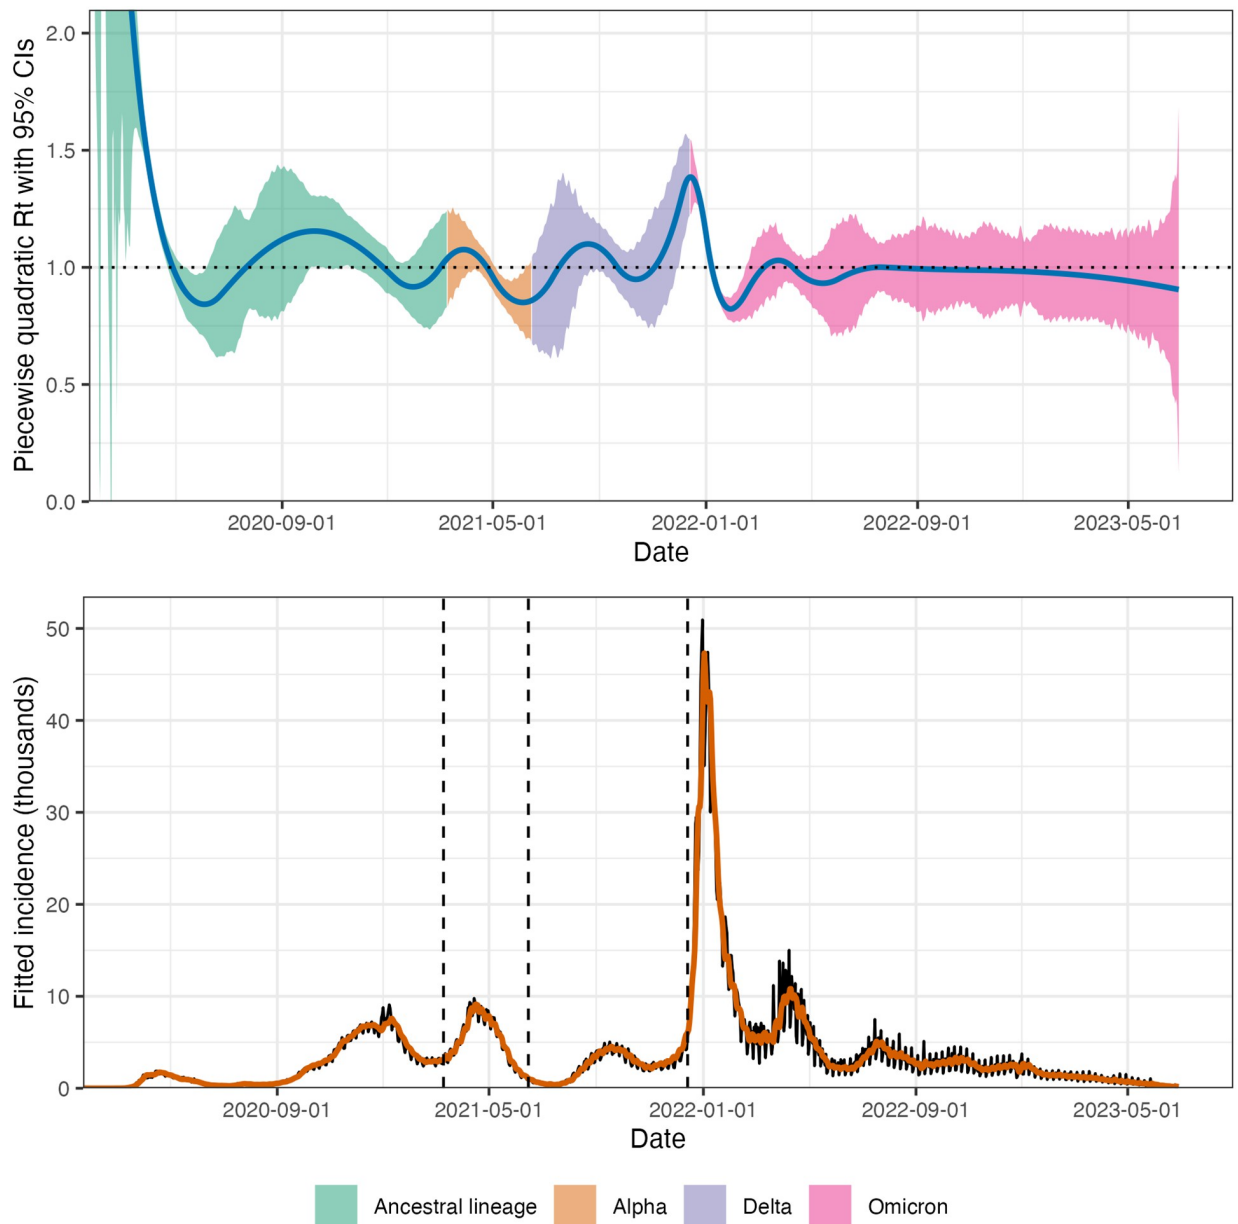 Piecewise quadratic Rt with 95% CIs
2.0
1.5
1.0
0.5
0.0
2020-09-01 2021-05-01 2022-01-01 2022-09-01 2023-05-01
Date
Fitted incidence (thousands)
50
40
30
20
10
0
2020-09-01 2021-05-01 2022-01-01 2022-09-01 2023-05-01
Date
Ancestral lineage Alpha Delta Omicron